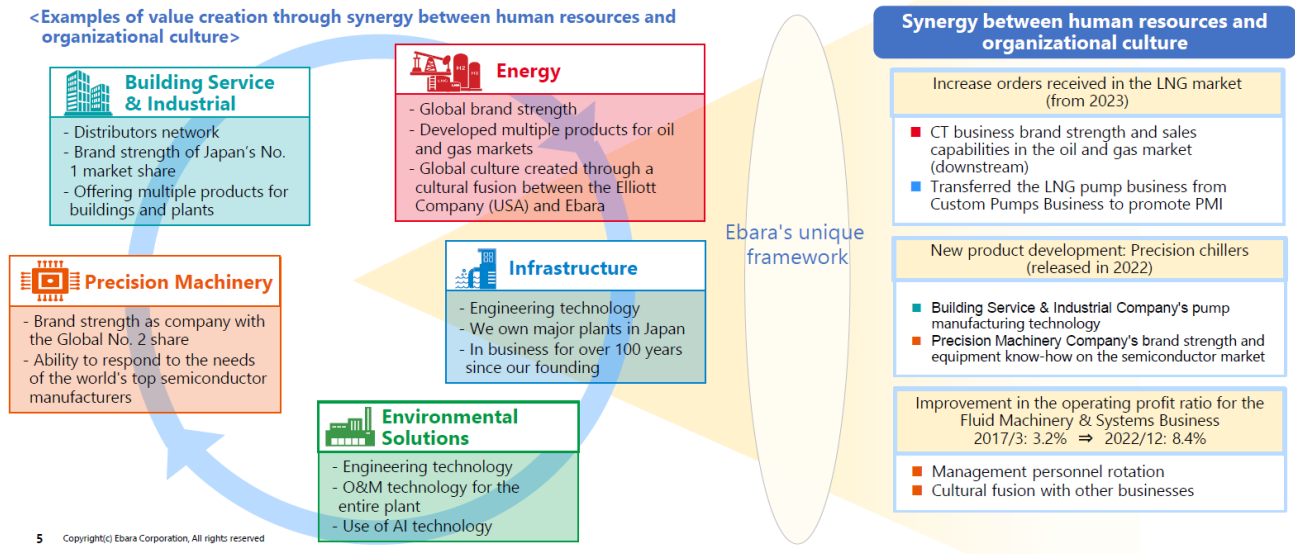 <Examples of value creation through synergy between human resources and
organizational culture>
Building Service
& Industrial
- Distributors network
- Brand strength of Japan's No.
1 market share
- Offering multiple products for
buildings and plants
H2
H2
LNG
Energy
- Global brand strength
- Developed multiple products for oil
and gas markets
- Global culture created through a
cultural fusion between the Elliott
Company (USA) and Ebara
Precision Machinery
- Brand strength as company with
the Global No. 2 share
- Ability to respond to the needs
of the world's top semiconductor
manufacturers
Infrastructure
- Engineering technology
- We own major plants in Japan
- In business for over 100 years
since our founding
Environmental
Solutions
- Engineering technology
- O&M technology for the
entire plant
- Use of AI technology
Ebara's unique
framework
Synergy between human resources and
organizational culture
Increase orders received in the LNG market
(from 2023)
■ CT business brand strength and sales
capabilities in the oil and gas market
(downstream)
■ Transferred the LNG pump business from
Custom Pumps Business to promote PMI
New product development: Precision chillers
(released in 2022)
■ Building Service & Industrial Company's pump
manufacturing technology
■ Precision Machinery Company's brand strength and
equipment know-how on the semiconductor market
Improvement in the operating profit ratio for the
Fluid Machinery & Systems Business
2017/3: 3.2% ⇒ 2022/12: 8.4%
■ Management personnel rotation
■ Cultural fusion with other businesses
5 Copyright(c) Ebara Corporation, All rights reserved